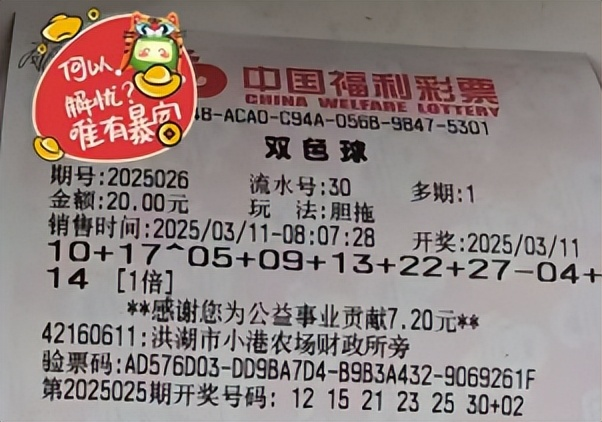 何以
解忧？
唯有暴富
中国福利彩票
CHINA WELFARE LOTTERY
4B-ACA0-C94A-056B-9B47-5301
双色球
期号:2025026 流水号:30 多期:1
金额:20.00元 玩 法:胆拖
销售时间:2025/03/11-08:07:28 开奖:2025/03/11
10+17^05+09+13+22+27-04+
14 [1倍]
**感谢您为公益事业贡献7.20元**
42160611:洪湖市小港农场财政所旁
验票码:AD576D03-DD9BA7D4-B9B3A432-9069261F
第2025025期开奖号码: 12 15 21 23 25 30+02